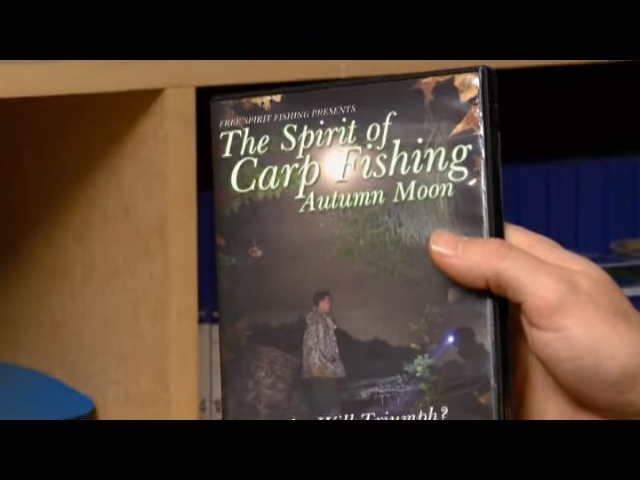 FREE SPIRIT FISHING PRESENTS
The Spirit of
Carp Fishing
Autumn Moon
Will Triumph?